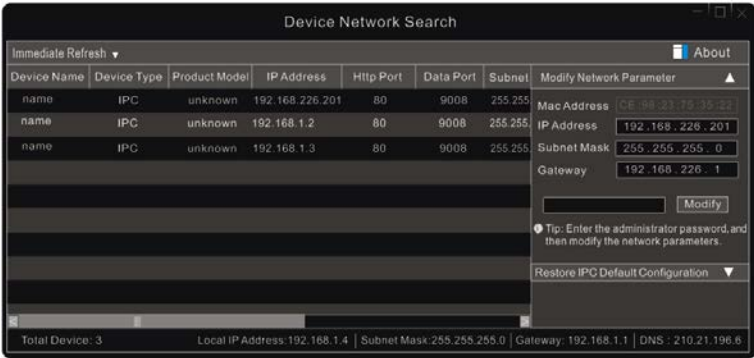 Device Network Search
Immediate Refresh
About
Device Name Device Type Product Model IP Address Http Port Data Port Subnet
name IPC unknown 192.168.226.201 80 9008 255.255
name IPC unknown 192.168.1.2 80 9008 255.255.
name IPC unknown 192.168.1.3 80 9008 255.255.
Modify Network Parameter
Mac Address CE:98:23:75:35:22
IP Address 192.168.226.201
Subnet Mask 255.255.255.0
Gateway 192.168.226.1
Modify
Tip: Enter the administrator password, and
then modify the network parameters.
Restore IPC Default Configuration
Total Device: 3 Local IP Address:192.168.1.4 Subnet Mask:255.255.255.0 Gateway: 192.168.1.1 DNS : 210.21.196.6